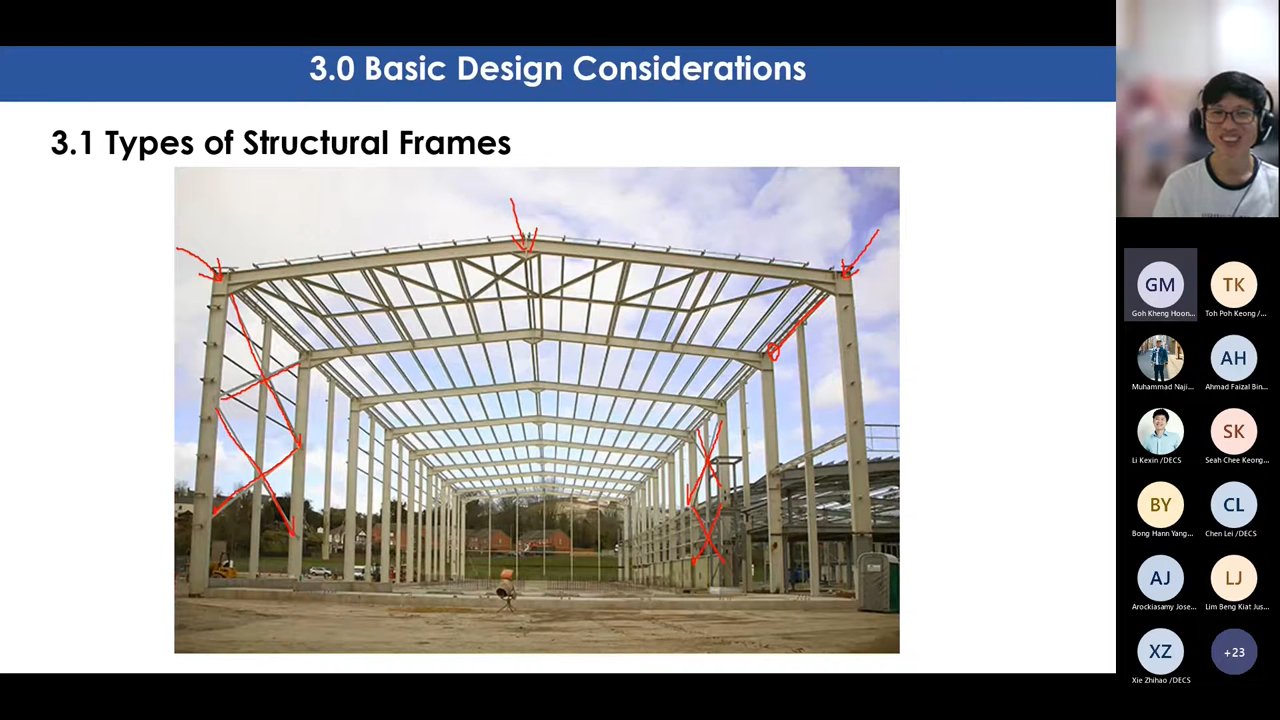 3.0 Basic Design Considerations
3.1 Types of Structural Frames
GM
TK
Goh Kheng Hoon...
Toh Poh Keong /...
AH
Muhammad Naji...
Ahmad Faizal Bin...
SK
Li Kexin /DECS
Seah Chee Keong...
BY
CL
Bong Hann Yang...
Chen Lei /DECS
AJ
LJ
Arockiasamy Jose...
Lim Beng Kiat Jus...
XZ
+23
Xie Zhihao /DECS